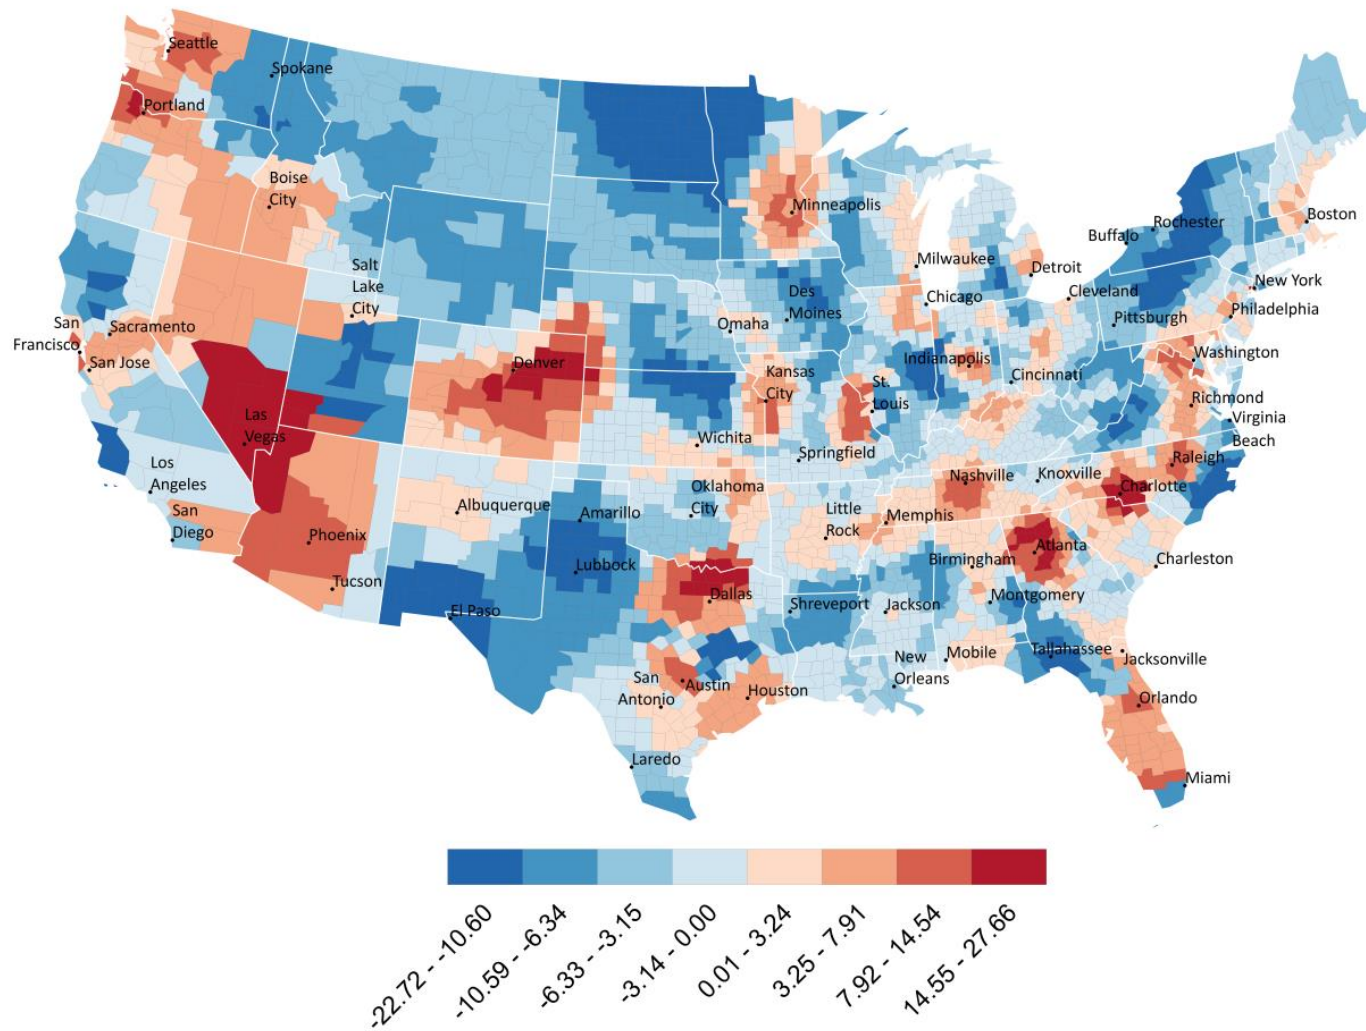 Seattle
Spokane
Portland
Boise
City
Minneapolis
Rochester
Boston
Buffalo
Salt
Lake
City
Milwaukee
Detroit
New York
Des
Moines
Chicago
Cleveland
San
Francisco
Sacramento
Omaha
Pittsburgh
Philadelphia
San Jose
Denver
Indianapolis
Washington
Kansas
City
St.
Louis
Cincinnati
Richmond
Las
Vegas
Virginia
Beach
Wichita
Springfield
Los
Angeles
Raleigh
Nashville
Knoxville
Oklahoma
City
Charlotte
San
Diego
Albuquerque
Amarillo
Little
Rock
Memphis
Phoenix
Atlanta
Birmingham
Charleston
Lubbock
Tucson
Dallas
Montgomery
El Paso
Shreveport
Jackson
New
Orleans
Mobile
Tallahassee
Jacksonville
San
Antonio
Austin
Houston
Orlando
Laredo
Miami
-22.72 - -10.60
-10.59 - -6.34
-6.33 - -3.15
-3.14 - 0.00
0.01 - 3.24
3.25 - 7.91
7.92 - 14.54
14.55 - 27.66